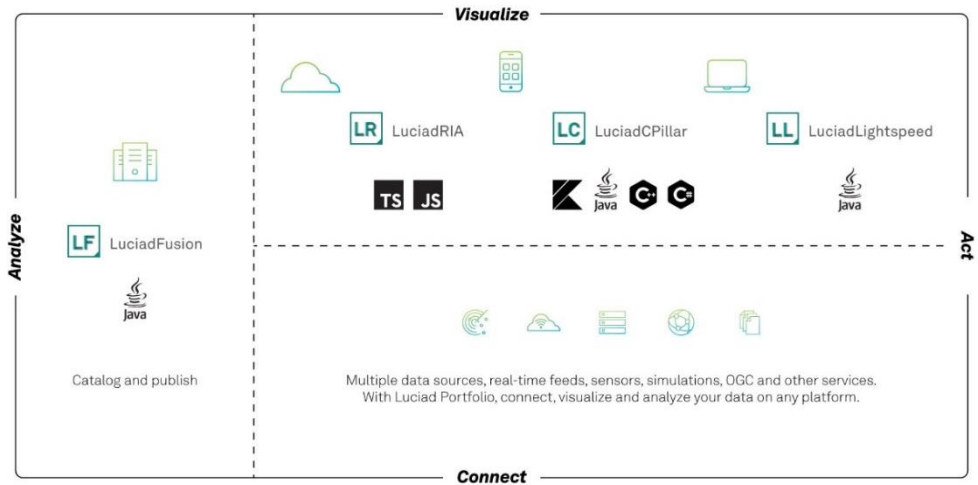 Visualize
LR LuciadRIA
LC LuciadCPillar
LL LuciadLightspeed
TS JS
Java C++ C#
Java
Analyze
LF LuciadFusion
Java
Catalog and publish
Act
Multiple data sources, real-time feeds, sensors, simulations, OGC and other services.
With Luciad Portfolio, connect, visualize and analyze your data on any platform.
Connect